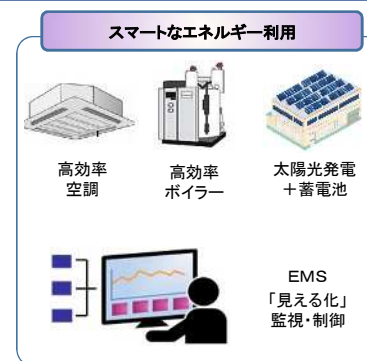 スマートなエネルギー利用
高効率
空調
高効率
ボイラー
太陽光発電
＋蓄電池
ＥＭＳ
「見える化」
監視・制御